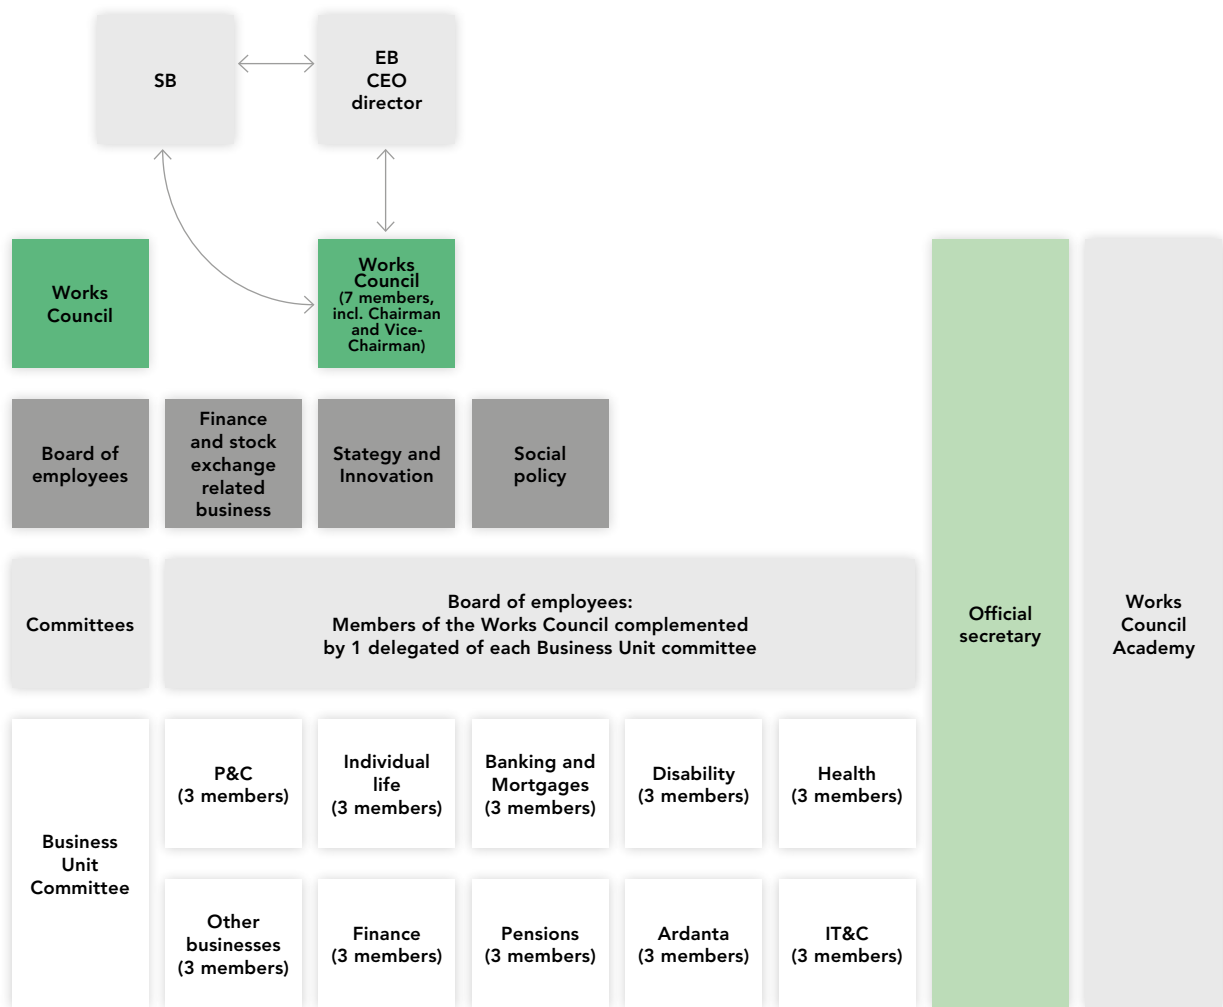 SB
EB
CEO
director
Works
Council
Works
Council
(7 members,
incl. Chairman
and Vice-
Chairman)
Board of
employees
Finance
and stock
exchange
related
business
Stategy and
Innovation
Social
policy
Committees
Board of employees:
Members of the Works Council complemented
by 1 delegated of each Business Unit committee
Official
secretary
Works
Council
Academy
Business
Unit
Committee
P&C
(3 members)
Individual
life
(3 members)
Banking and
Mortgages
(3 members)
Disability
(3 members)
Health
(3 members)
Other
businesses
(3 members)
Finance
(3 members)
Pensions
(3 members)
Ardanta
(3 members)
IT&C
(3 members)